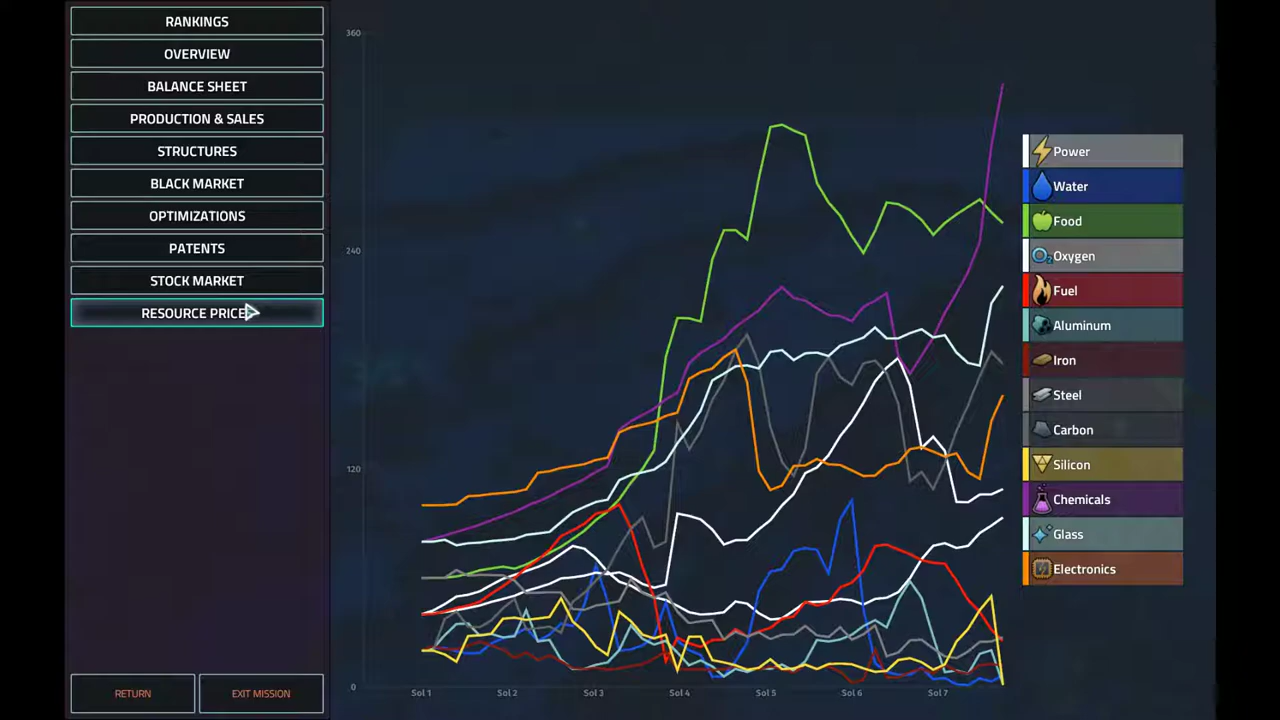 RANKINGS
OVERVIEW
BALANCE SHEET
PRODUCTION & SALES
STRUCTURES
BLACK MARKET
OPTIMIZATIONS
PATENTS
STOCK MARKET
RESOURCE PRICE
RETURN
EXIT MISSION
360
240
120
0
Sol 1 Sol 2 Sol 3 Sol 4 Sol 5 Sol 6 Sol 7
Power
Water
Food
Oxygen
Fuel
Aluminum
Iron
Steel
Carbon
Silicon
Chemicals
Glass
Electronics